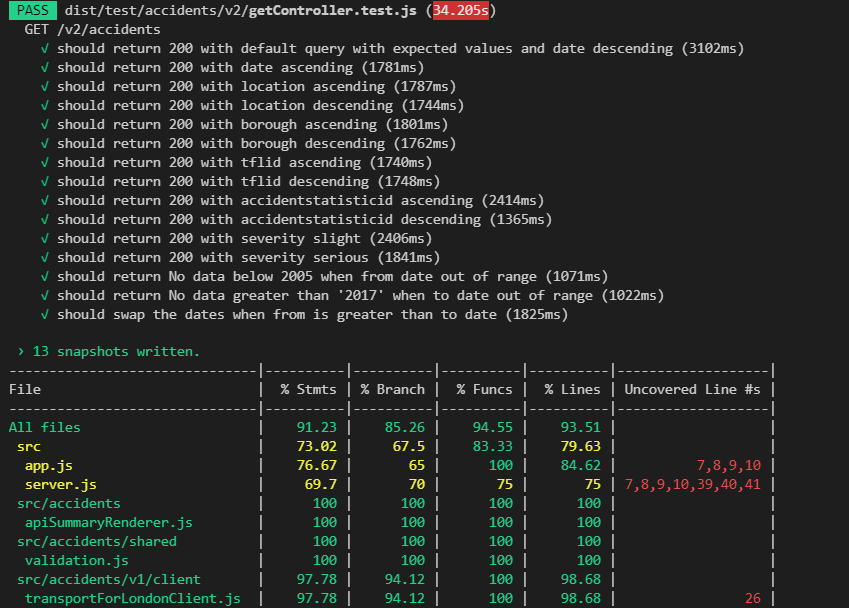 PASS dist/test/accidents/v2/getController.test.js (34.205s)
GET /v2/accidents
√ should return 200 with default query with expected values and date descending (3102ms)
√ should return 200 with date ascending (1781ms)
√ should return 200 with location ascending (1787ms)
√ should return 200 with location descending (1744ms)
√ should return 200 with borough ascending (1801ms)
√ should return 200 with borough descending (1762ms)
√ should return 200 with tflid ascending (1740ms)
√ should return 200 with tflid descending (1748ms)
√ should return 200 with accidentstatisticid ascending (2414ms)
√ should return 200 with accidentstatisticid descending (1365ms)
√ should return 200 with severity slight (2406ms)
√ should return 200 with severity serious (1841ms)
√ should return No data below 2005 when from date out of range (1071ms)
√ should return No data greater than '2017' when to date out of range (1022ms)
√ should swap the dates when from is greater than to date (1825ms)
› 13 snapshots written.
-------------------------------|----------|----------|----------|----------|-------------------|
File | % Stmts | % Branch | % Funcs | % Lines | Uncovered Line #s |
-------------------------------|----------|----------|----------|----------|-------------------|
All files | 91.23 | 85.26 | 94.55 | 93.51 | |
src | 73.02 | 67.5 | 83.33 | 79.63 | |
app.js | 76.67 | 65 | 100 | 84.62 | 7,8,9,10 |
server.js | 69.7 | 70 | 75 | 75 | 7,8,9,10,39,40,41 |
src/accidents | 100 | 100 | 100 | 100 | |
apiSummaryRenderer.js | 100 | 100 | 100 | 100 | |
src/accidents/shared | 100 | 100 | 100 | 100 | |
validation.js | 100 | 100 | 100 | 100 | |
src/accidents/v1/client | 97.78 | 94.12 | 100 | 98.68 | |
transportForLondonClient.js | 97.78 | 94.12 | 100 | 98.68 | 26 |